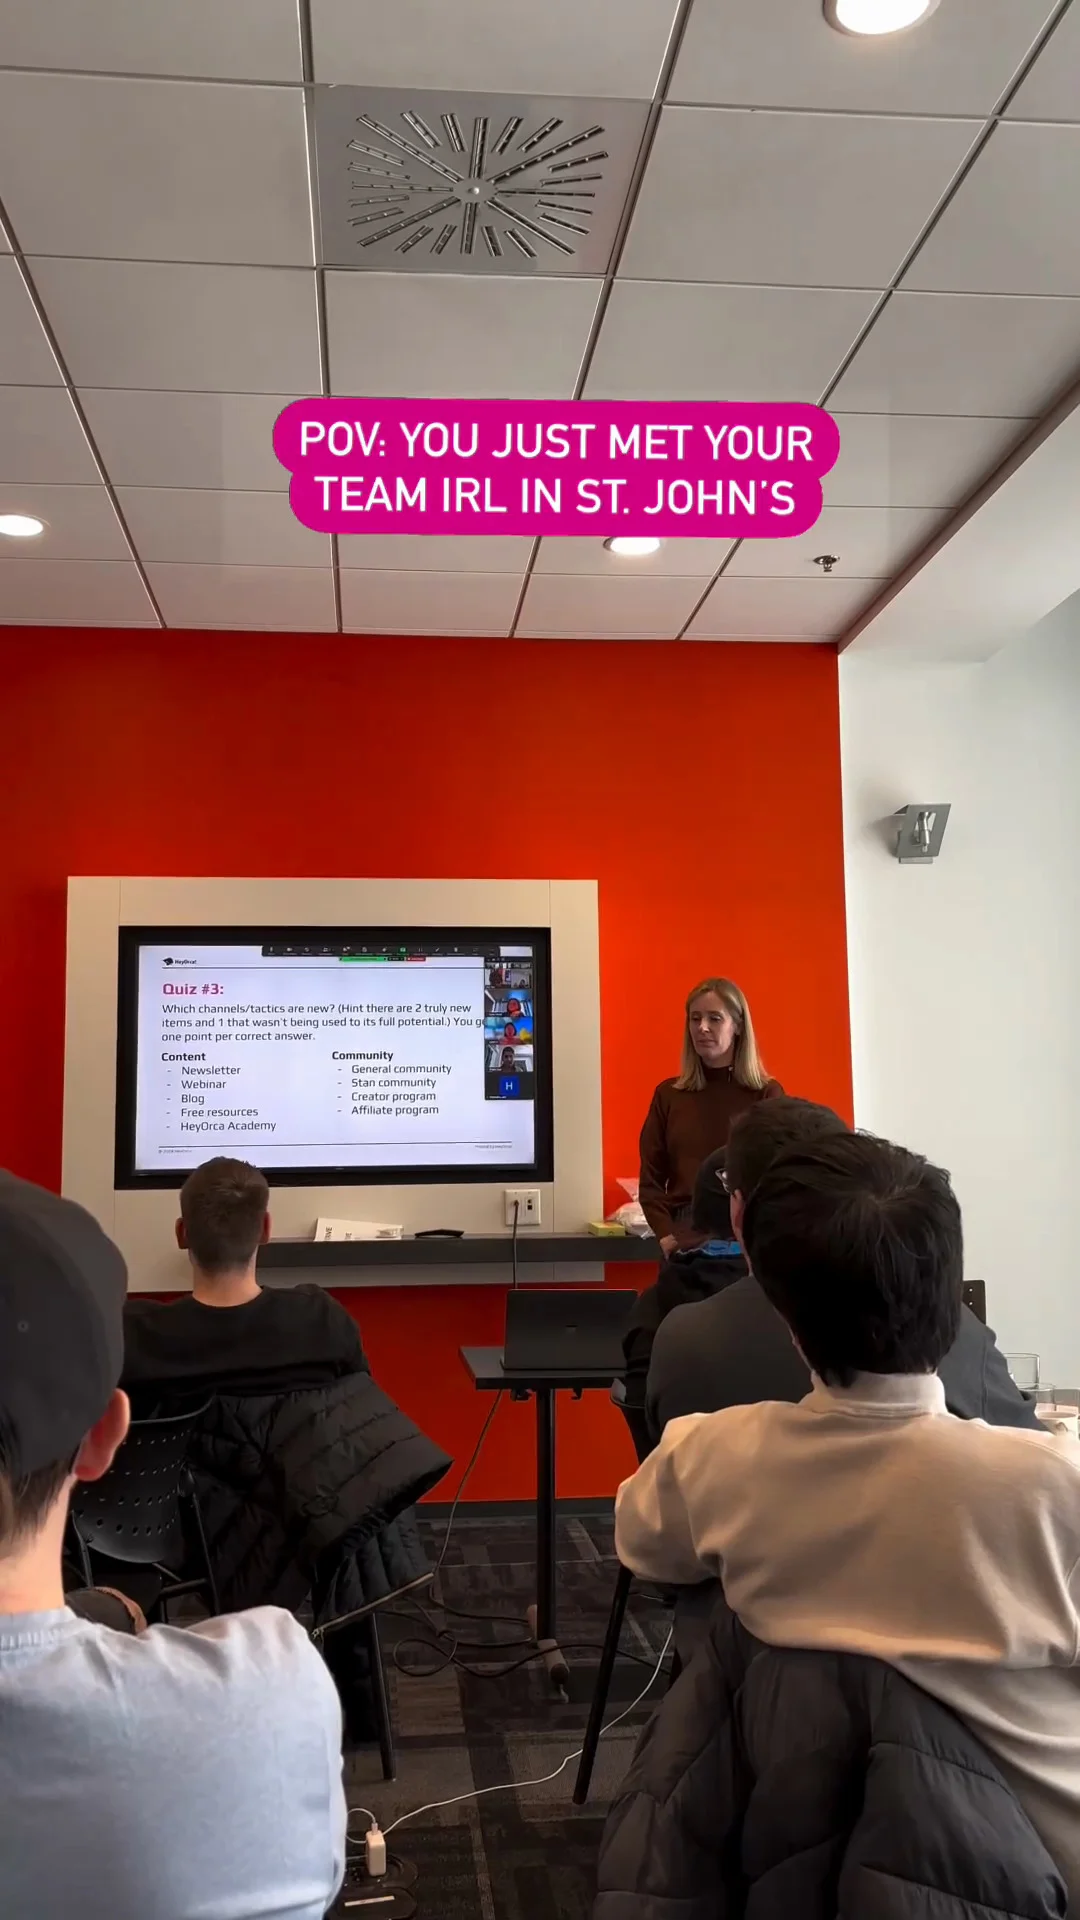 POV: YOU JUST MET YOUR
TEAM IRL IN ST. JOHN'S
HeyOrca!
Quiz #3:
Which channels/tactics are new? (Hint there are 2 truly new
items and 1 that wasn't being used to its full potential.) You
one point per correct answer.
Content
- Newsletter
- Webinar
- Blog
- Free resources
- HeyOrca Academy
Community
- General community
- Stan community
- Creator program
- Affiliate program
H